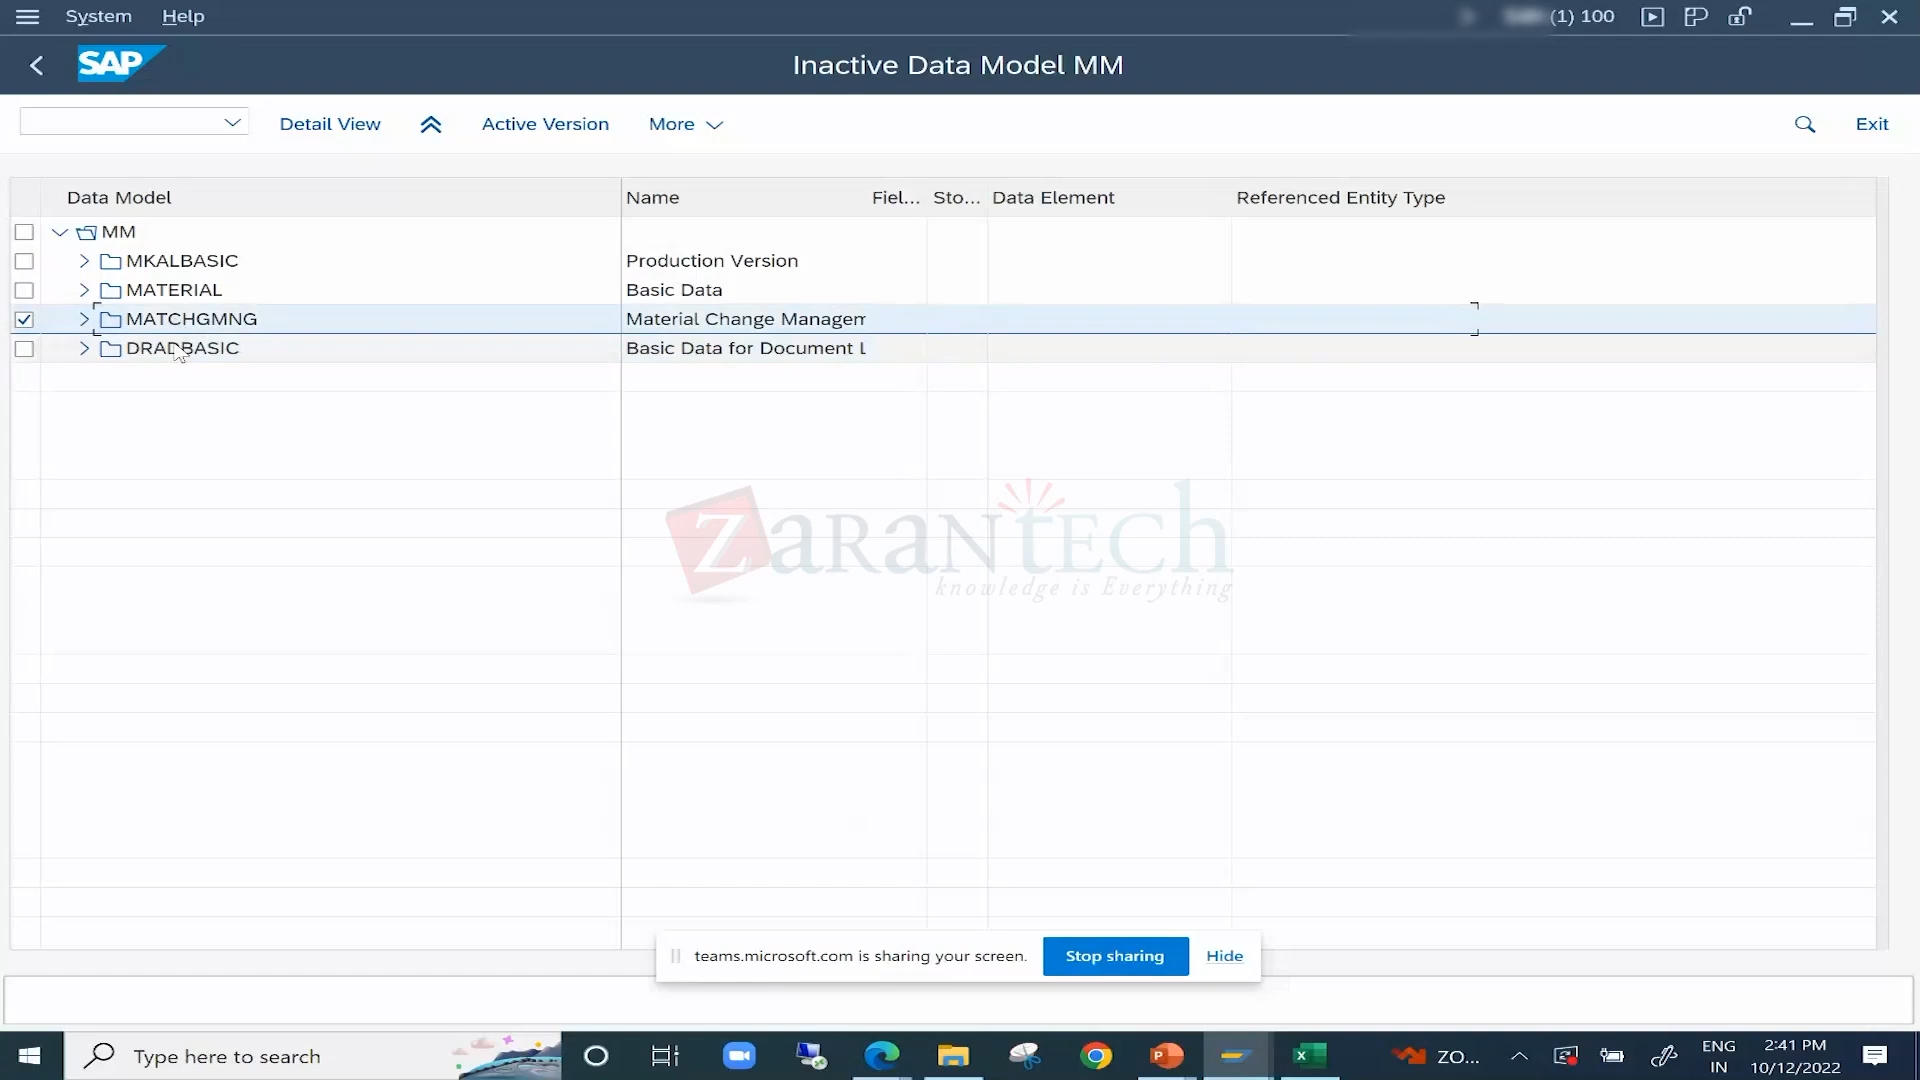 System Help
(1) 100
SAP
Inactive Data Model MM
Detail View Active Version More Exit
Data Model Name Fiel... Sto... Data Element Referenced Entity Type
MM
MKALBASIC Production Version
MATERIAL Basic Data
MATCHGMNG Material Change Managem
DRADBASIC Basic Data for Document L
ZaranTech
knowledge is Everything
teams.microsoft.com is sharing your screen. Stop sharing Hide
Type here to search
ZO...
ENG
IN
2:41 PM
10/12/2022